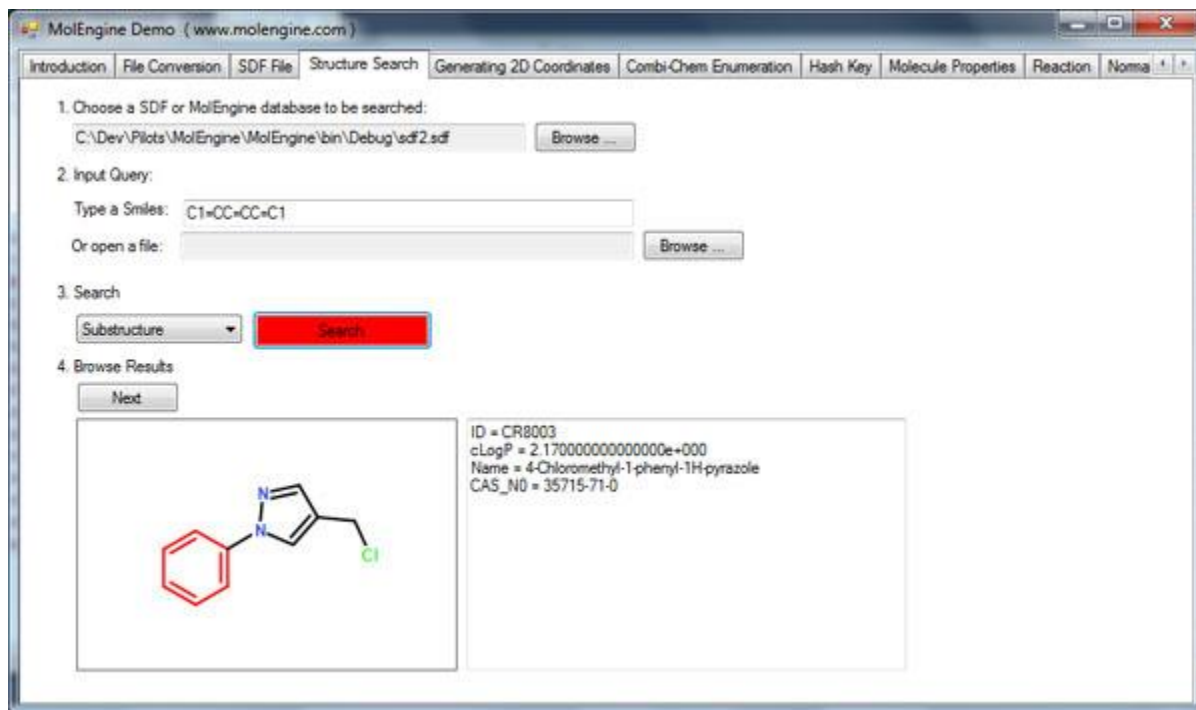 MolEngine Demo ( www.molengine.com )
Introduction File Conversion SDF File Structure Search Generating 2D Coordinates Combi-Chem Enumeration Hash Key Molecule Properties Reaction Norma
1. Choose a SDF or MolEngine database to be searched:
C:\Dev\Pilots\MolEngine\MolEngine\bin\Debug\sdf2.sdf Browse ...
2. Input Query:
Type a Smiles: C1=CC=CC=C1
Or open a file: Browse ...
3. Search
Substructure Search
4. Browse Results
Next
ID = CR8003
cLogP = 2.170000000000000e+000
Name = 4-Chloromethyl-1-phenyl-1H-pyrazole
CAS_N0 = 35715-71-0
N
N
Cl